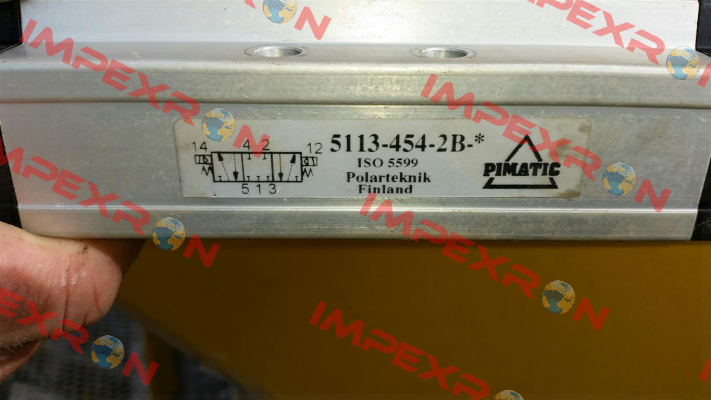 14 4 2 12
5 1 3
5113-454-2B-*
ISO 5599
Polarteknik
Finland
PIMATIC
IMPEXRON
IMPEXRON
IMPEXRON
IMPEXRON
IMPEXRON
IMPEXRON
IMPEXRON